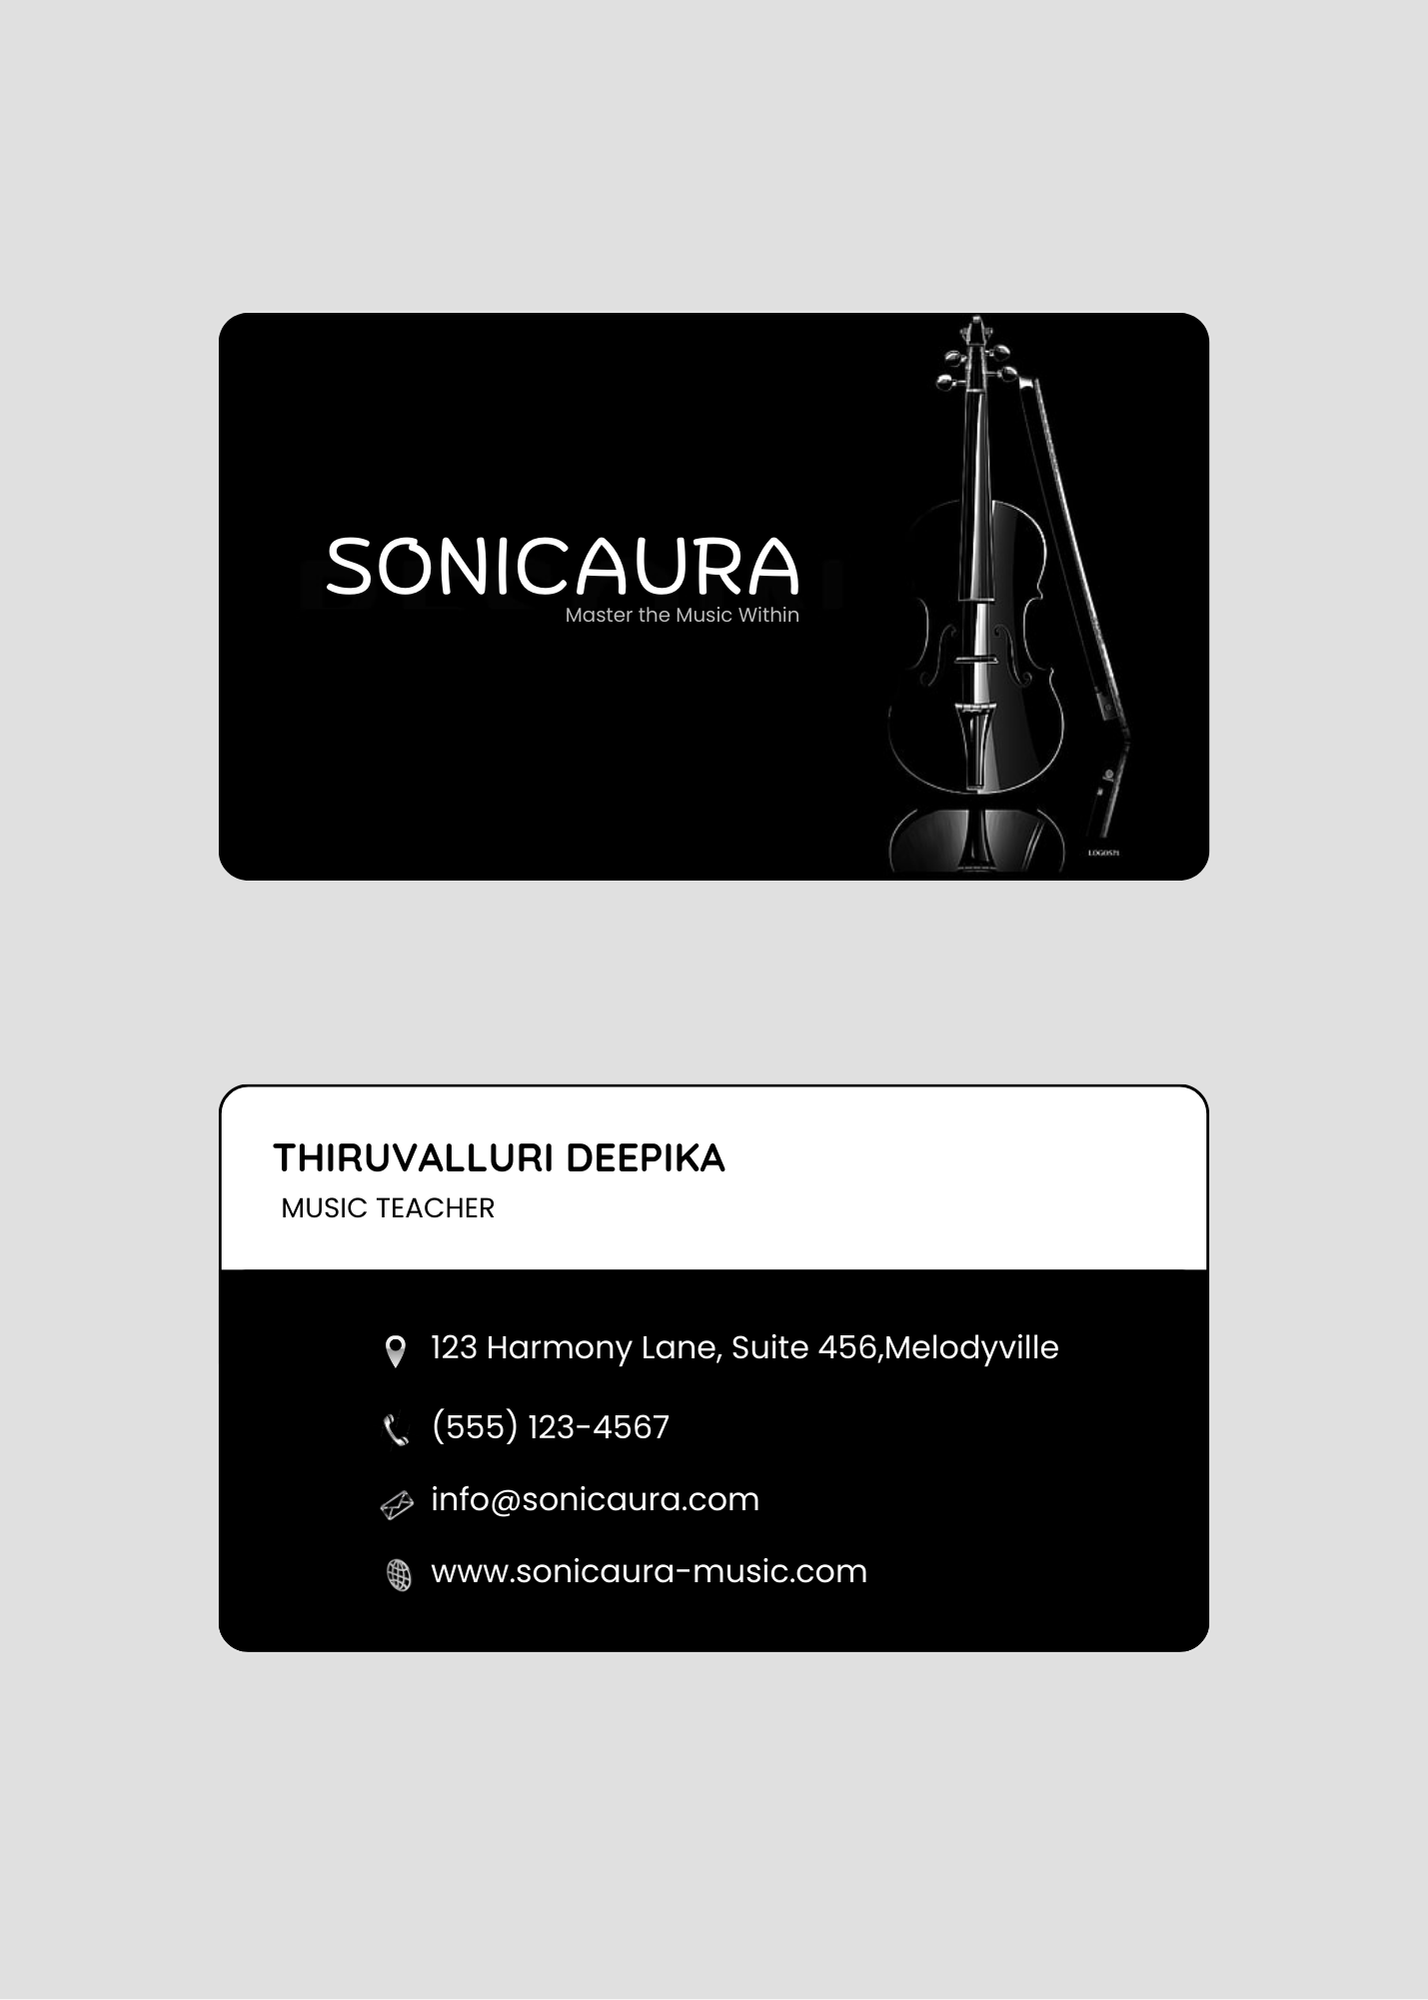 SONICAURA
Master the Music Within
THIRUVALLURI DEEPIKA
MUSIC TEACHER
123 Harmony Lane, Suite 456,Melodyville
(555) 123-4567
info@sonicaura.com
www.sonicaura-music.com